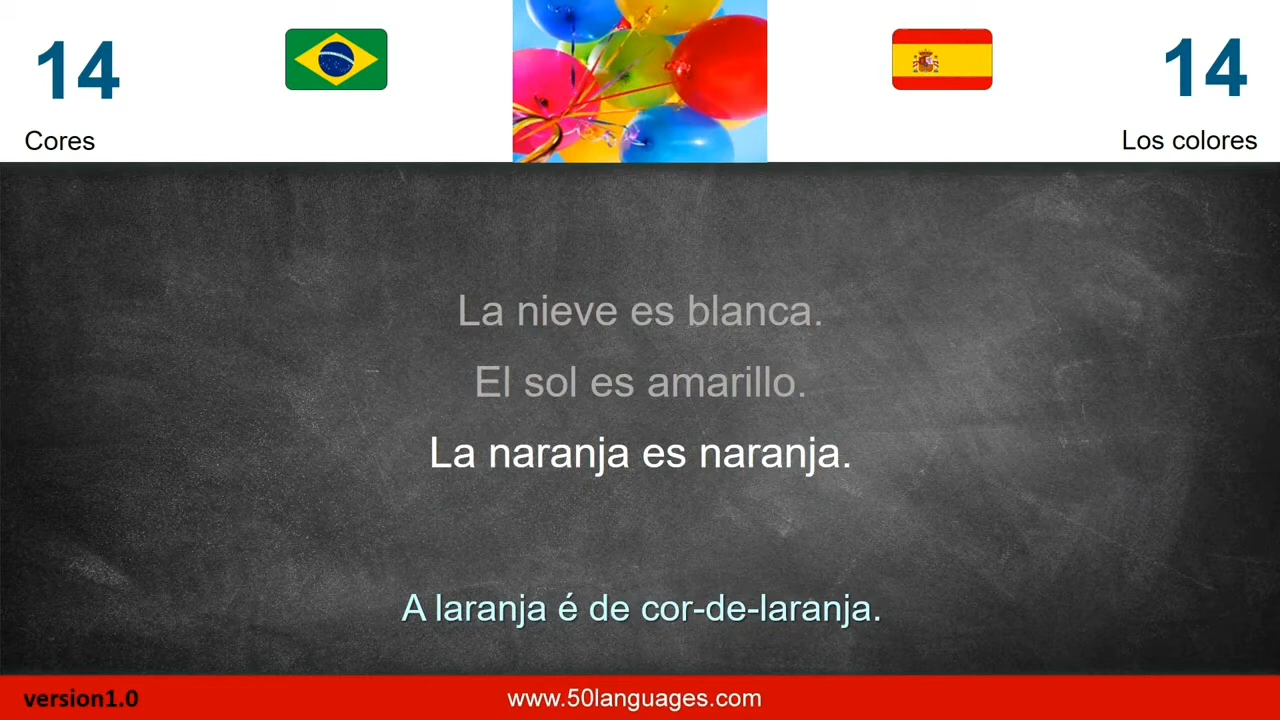 14
14
Cores
Los colores
La nieve es blanca.
El sol es amarillo.
La naranja es naranja.
A laranja é de cor-de-laranja.
version1.0
www.50languages.com